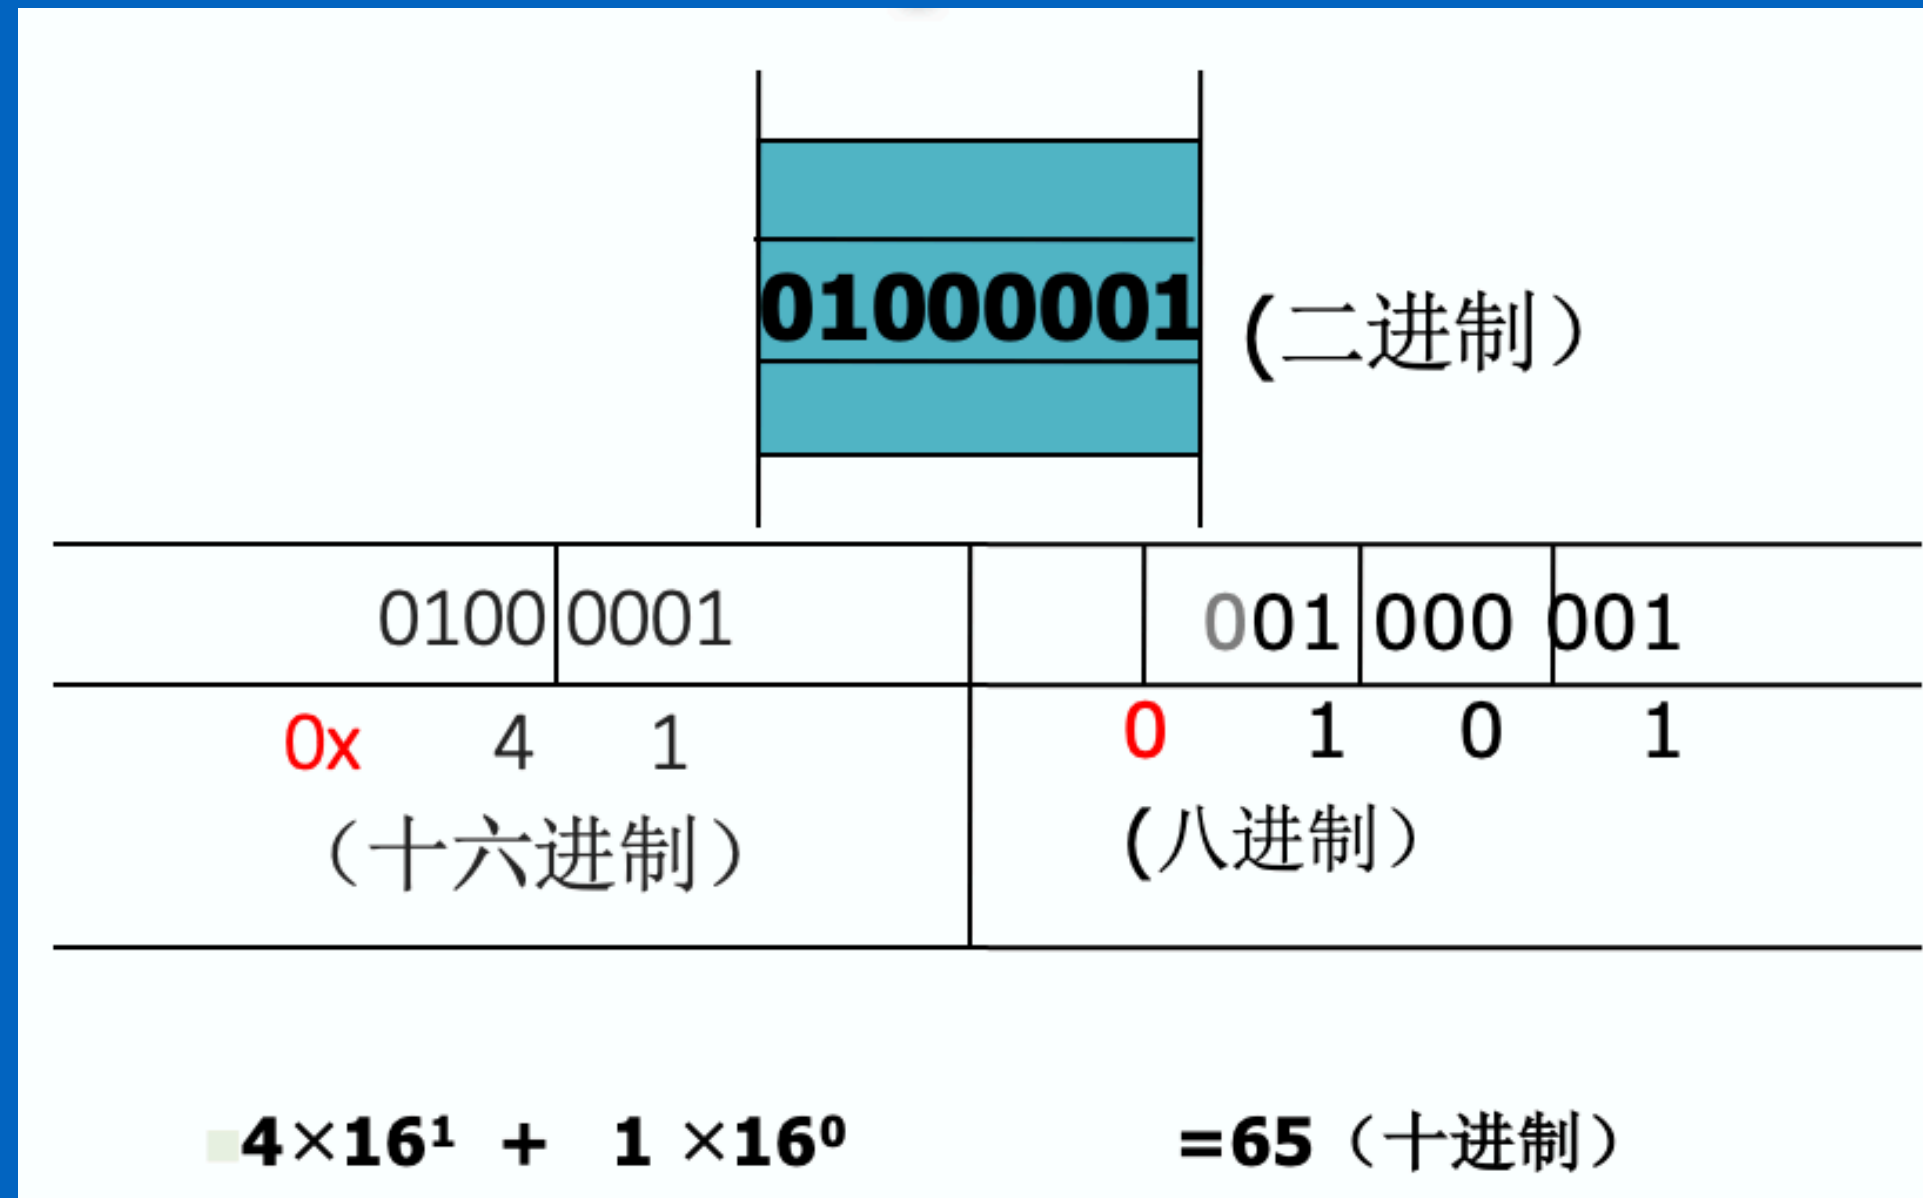 01000001 (二进制）
0100 0001 001 000 001
0x 4 1 0 1 0 1
（十六进制） (八进制）
4×16¹ + 1 ×16⁰ =65（十进制）